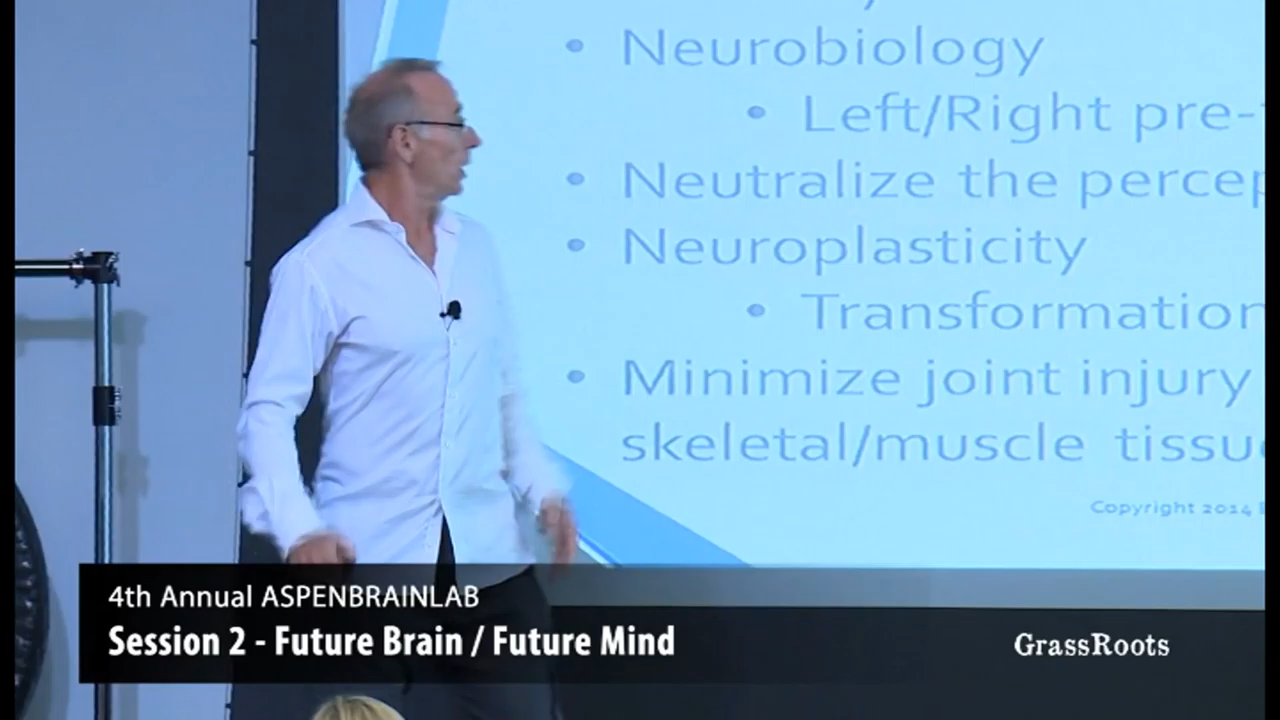 • Neurobiology
• Left/Right pre-
• Neutralize the percep
• Neuroplasticity
• Transformation
• Minimize joint injury
skeletal/muscle tissu
Copyright 2014
4th Annual ASPENBRAINLAB
Session 2 - Future Brain / Future Mind
GrassRoots